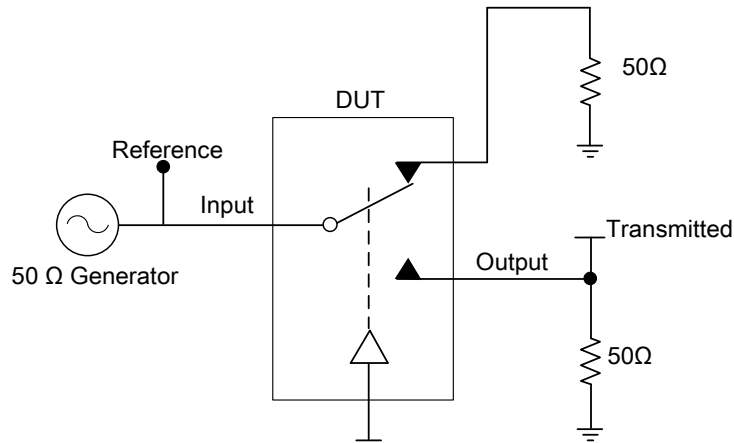 50Ω
DUT
Reference
Input
Transmitted
Output
50 Ω Generator
50Ω